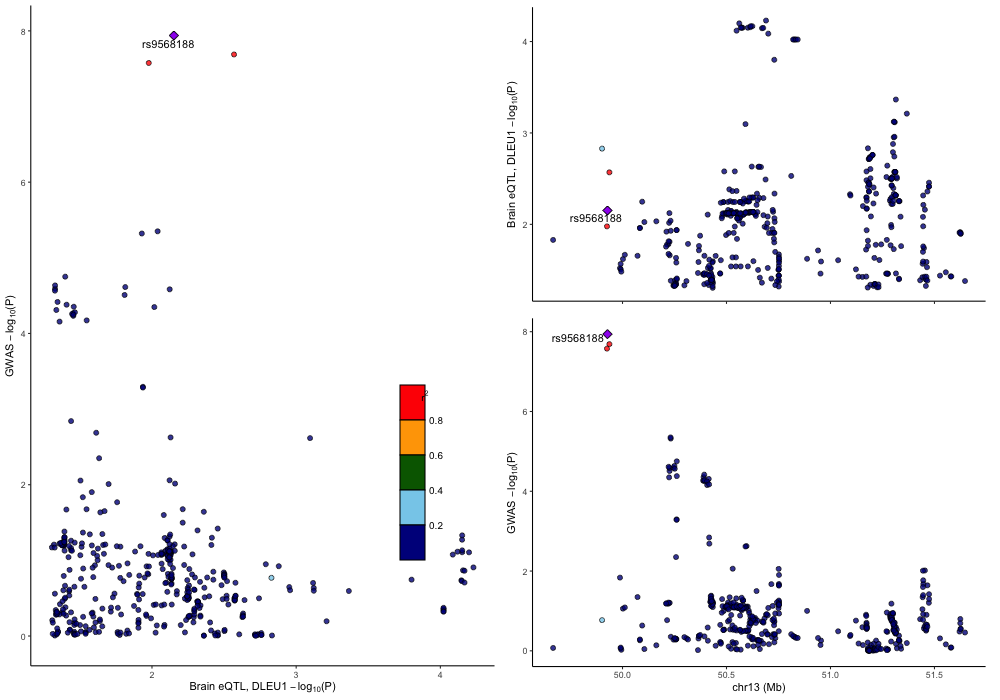 8
6
4
2
0
GWAS −log10(P)
rs9568188
r2
0.8
0.6
0.4
0.2
2
3
4
Brain eQTL, DLEU1 −log10(P)
4
3
2
Brain eQTL, DLEU1 −log10(P)
rs9568188
8
6
4
2
0
GWAS −log10(P)
rs9568188
50.0
50.5
51.0
51.5
chr13 (Mb)